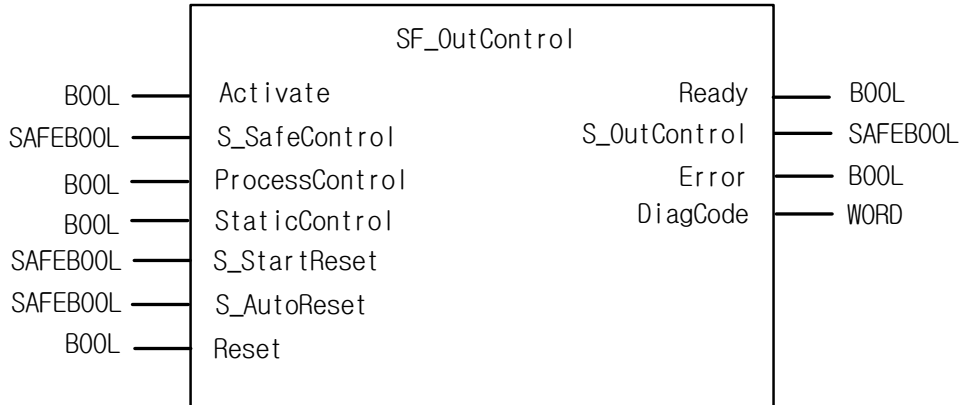 SF_OutControl
BOOL Activate Ready BOOL
SAFEBOOL S_SafeControl S_OutControl SAFEBOOL
BOOL ProcessControl Error BOOL
BOOL StaticControl DiagCode WORD
SAFEBOOL S_StartReset
SAFEBOOL S_AutoReset
BOOL Reset